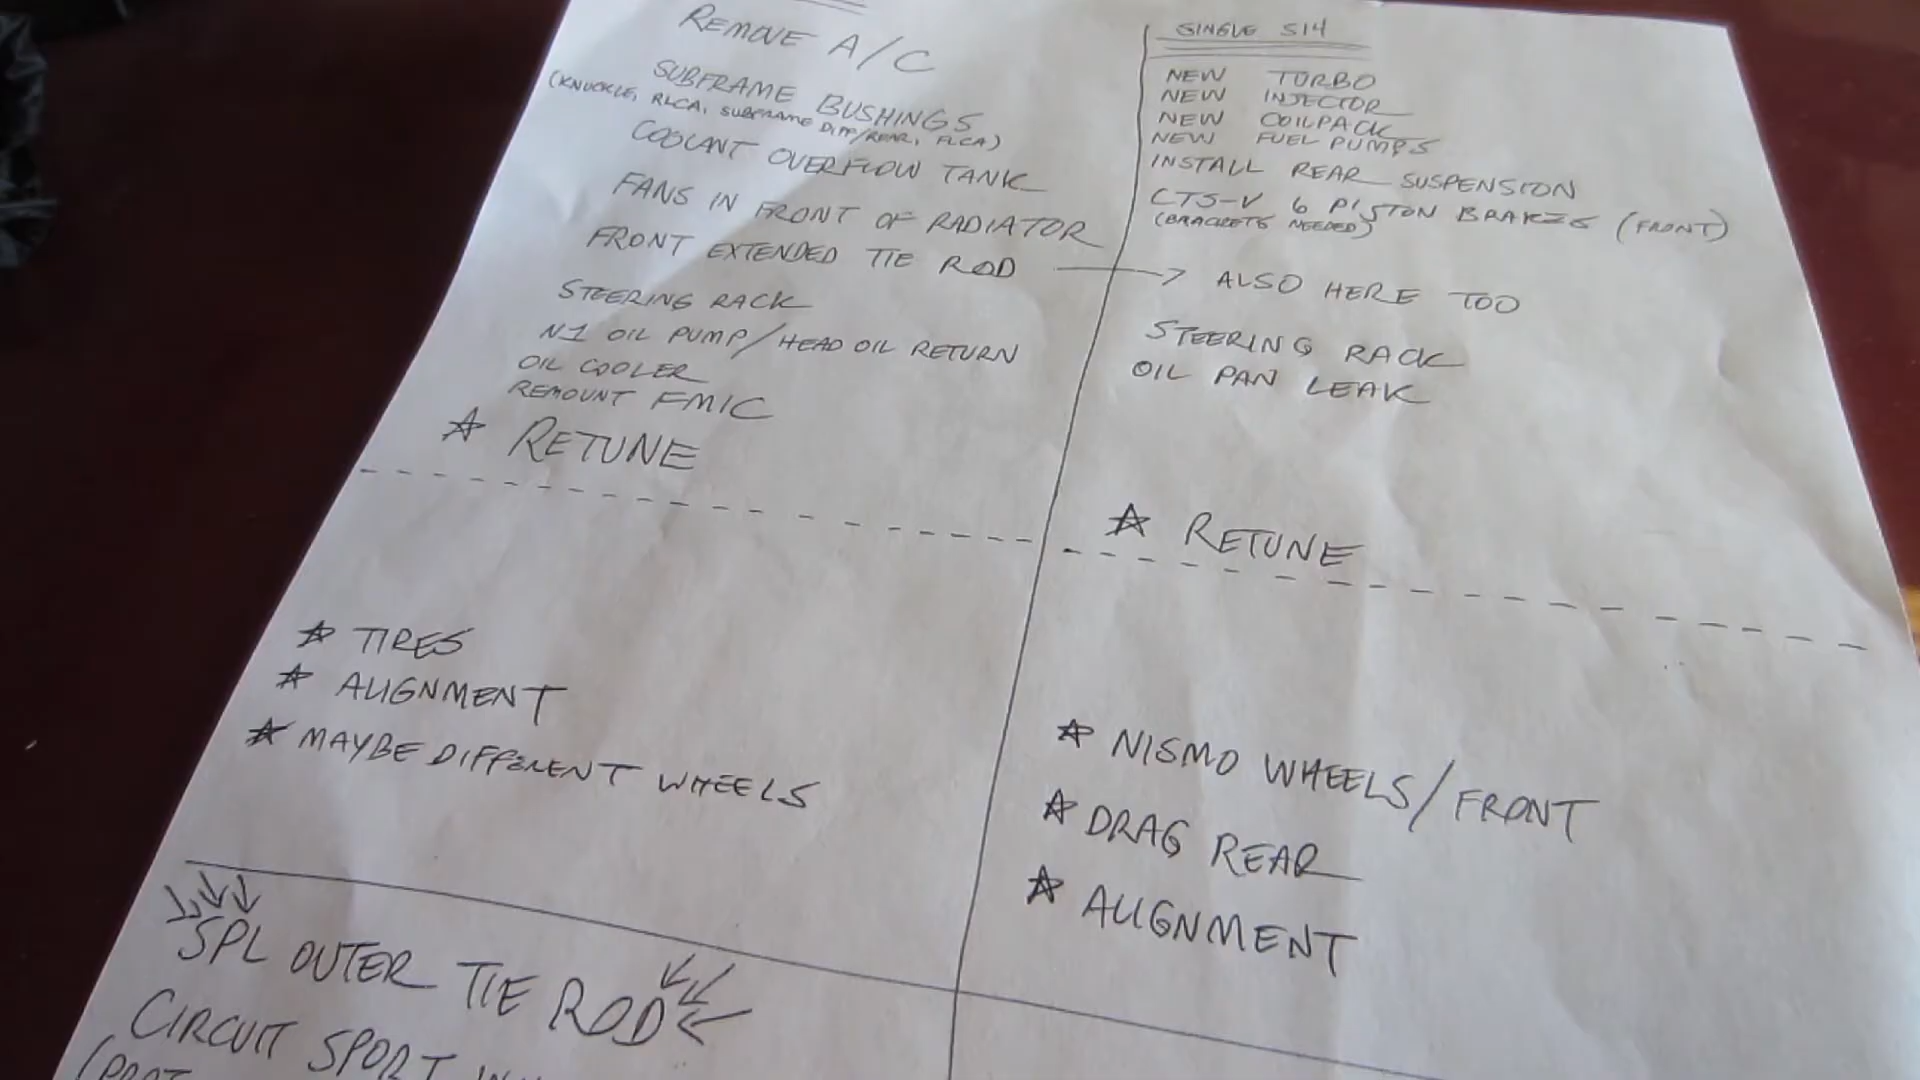 REMOVE A/C
SUBFRAME BUSHINGS
(KNUCKLE, RLCA, SUBFRAME DIFF/REAR, FLCA)
COOLANT OVERFLOW TANK
FANS IN FRONT OF RADIATOR
FRONT EXTENDED TIE ROD
STEERING RACK
N1 OIL PUMP/HEAD OIL RETURN
OIL COOLER
REMOUNT FMIC
☆ RETUNE
☆ TIRES
☆ ALIGNMENT
☆ MAYBE DIFFERENT WHEELS
SINGLE S14
NEW TURBO
NEW INJECTOR
NEW COILPACK
NEW FUEL PUMPS
INSTALL REAR SUSPENSION
CTS-V 6 PISTON BRAKES (FRONT)
(BRACKETS NEEDED)
→ ALSO HERE TOO
STEERING RACK
OIL PAN LEAK
☆ RETUNE
☆ NISMO WHEELS/FRONT
☆ DRAG REAR
☆ ALIGNMENT
SPL OUTER TIE ROD
CIRCUIT SPORT